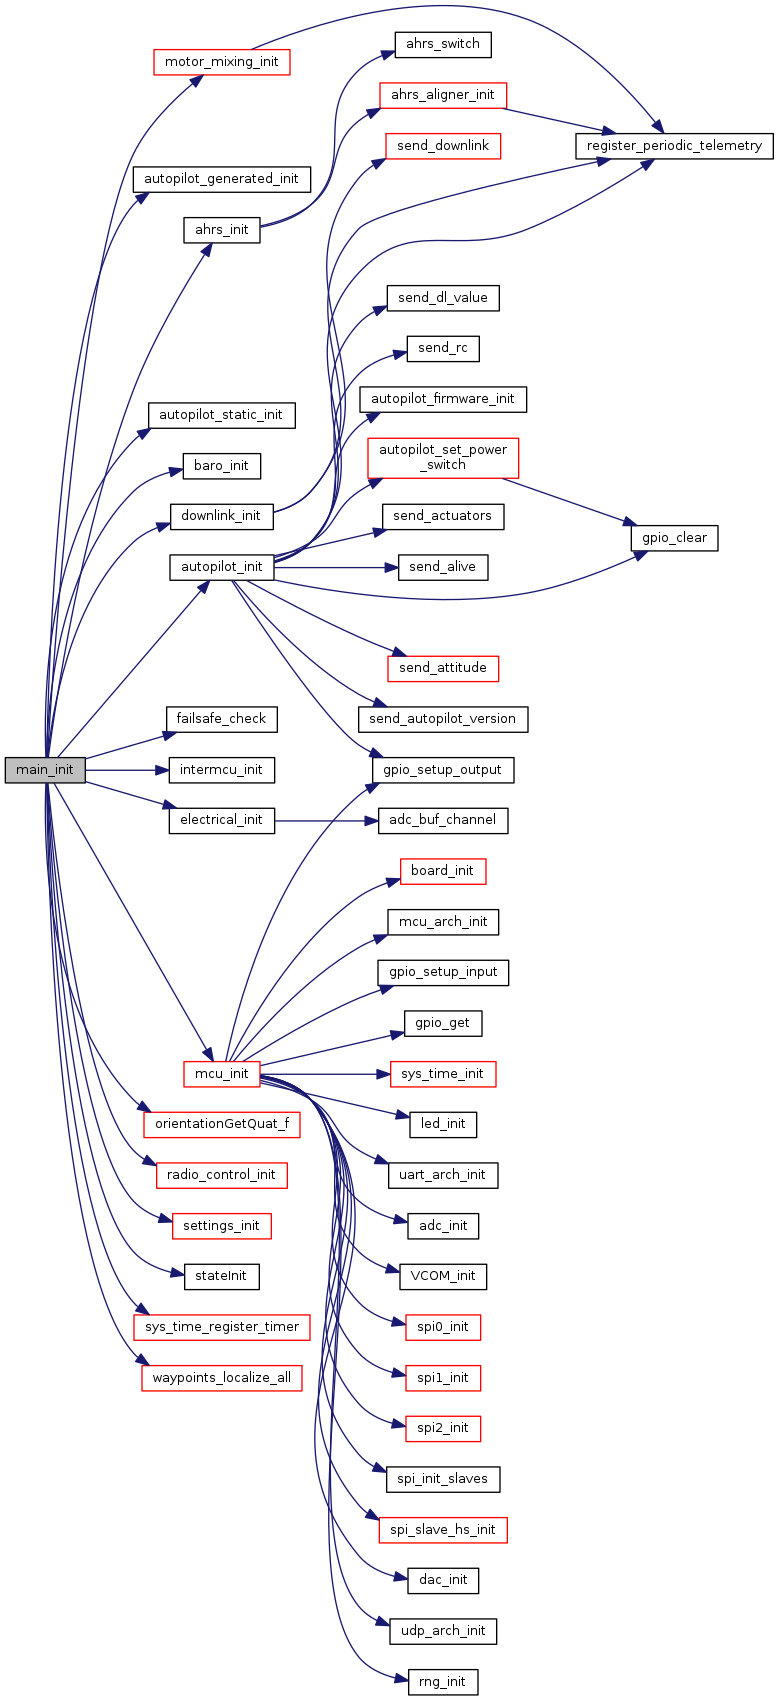 ahrs_switch
motor_mixing_init
ahrs_aligner_init
send_downlink
register_periodic_telemetry
autopilot_generated_init
ahrs_init
send_dl_value
send_rc
autopilot_firmware_init
autopilot_static_init
autopilot_set_power
_switch
baro_init
downlink_init
send_actuators
gpio_clear
autopilot_init
send_alive
send_attitude
failsafe_check
send_autopilot_version
main_init
intermcu_init
gpio_setup_output
electrical_init
adc_buf_channel
board_init
mcu_arch_init
gpio_setup_input
gpio_get
mcu_init
sys_time_init
orientationGetQuat_f
led_init
radio_control_init
uart_arch_init
settings_init
adc_init
stateInit
VCOM_init
sys_time_register_timer
spi0_init
waypoints_localize_all
spi1_init
spi2_init
spi_init_slaves
spi_slave_hs_init
dac_init
udp_arch_init
rng_init